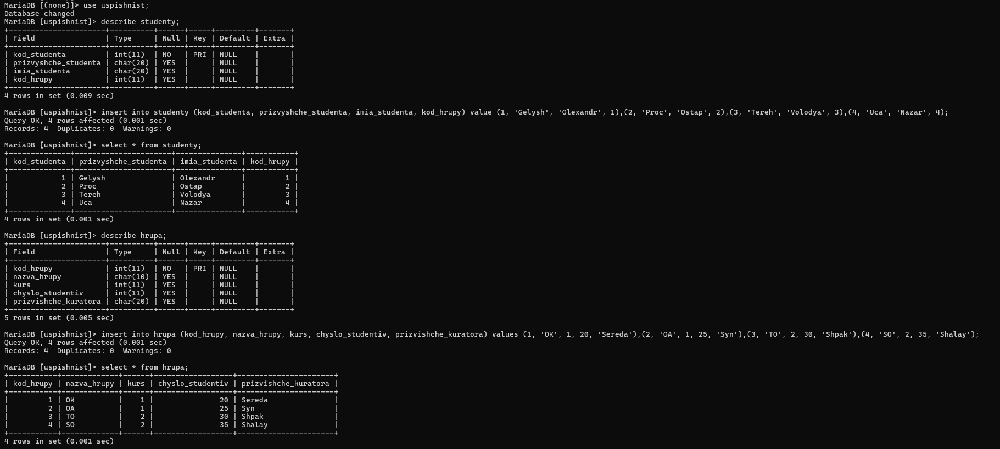 MariaDB [(none)]> use uspishnist;
Database changed
MariaDB [uspishnist]> describe studenty;
+----------------------+----------+------+-----+---------+-------+
| Field                | Type     | Null | Key | Default | Extra |
+----------------------+----------+------+-----+---------+-------+
| kod_studenta         | int(11)  | NO   | PRI | NULL    |       |
| prizvyshche_studenta | char(20) | YES  |     | NULL    |       |
| imia_studenta        | char(20) | YES  |     | NULL    |       |
| kod_hrupy            | int(11)  | YES  |     | NULL    |       |
+----------------------+----------+------+-----+---------+-------+
4 rows in set (0.009 sec)

MariaDB [uspishnist]> insert into studenty (kod_studenta, prizvyshche_studenta, imia_studenta, kod_hrupy) value (1, 'Gelysh', 'Olexandr', 1),(2, 'Proc', 'Ostap', 2),(3, 'Tereh', 'Volodya', 3),(4, 'Uca', 'Nazar', 4);
Query OK, 4 rows affected (0.001 sec)
Records: 4  Duplicates: 0  Warnings: 0

MariaDB [uspishnist]> select * from studenty;
+--------------+----------------------+---------------+-----------+
| kod_studenta | prizvyshche_studenta | imia_studenta | kod_hrupy |
+--------------+----------------------+---------------+-----------+
|            1 | Gelysh               | Olexandr      |         1 |
|            2 | Proc                 | Ostap         |         2 |
|            3 | Tereh                | Volodya       |         3 |
|            4 | Uca                  | Nazar         |         4 |
+--------------+----------------------+---------------+-----------+
4 rows in set (0.001 sec)

MariaDB [uspishnist]> describe hrupa;
+----------------------+----------+------+-----+---------+-------+
| Field                | Type     | Null | Key | Default | Extra |
+----------------------+----------+------+-----+---------+-------+
| kod_hrupy            | int(11)  | NO   | PRI | NULL    |       |
| nazva_hrupy          | char(10) | YES  |     | NULL    |       |
| kurs                 | int(11)  | YES  |     | NULL    |       |
| chyslo_studentiv     | int(11)  | YES  |     | NULL    |       |
| prizvishche_kuratora | char(20) | YES  |     | NULL    |       |
+----------------------+----------+------+-----+---------+-------+
5 rows in set (0.005 sec)

MariaDB [uspishnist]> insert into hrupa (kod_hrupy, nazva_hrupy, kurs, chyslo_studentiv, prizvishche_kuratora) values (1, 'OK', 1, 20, 'Sereda'),(2, 'OA', 1, 25, 'Syn'),(3, 'TO', 2, 30, 'Shpak'),(4, 'SO', 2, 35, 'Shalay');
Query OK, 4 rows affected (0.001 sec)
Records: 4  Duplicates: 0  Warnings: 0

MariaDB [uspishnist]> select * from hrupa;
+-----------+-------------+------+------------------+----------------------+
| kod_hrupy | nazva_hrupy | kurs | chyslo_studentiv | prizvishche_kuratora |
+-----------+-------------+------+------------------+----------------------+
|         1 | OK          |    1 |               20 | Sereda               |
|         2 | OA          |    1 |               25 | Syn                  |
|         3 | TO          |    2 |               30 | Shpak                |
|         4 | SO          |    2 |               35 | Shalay               |
+-----------+-------------+------+------------------+----------------------+
4 rows in set (0.001 sec)